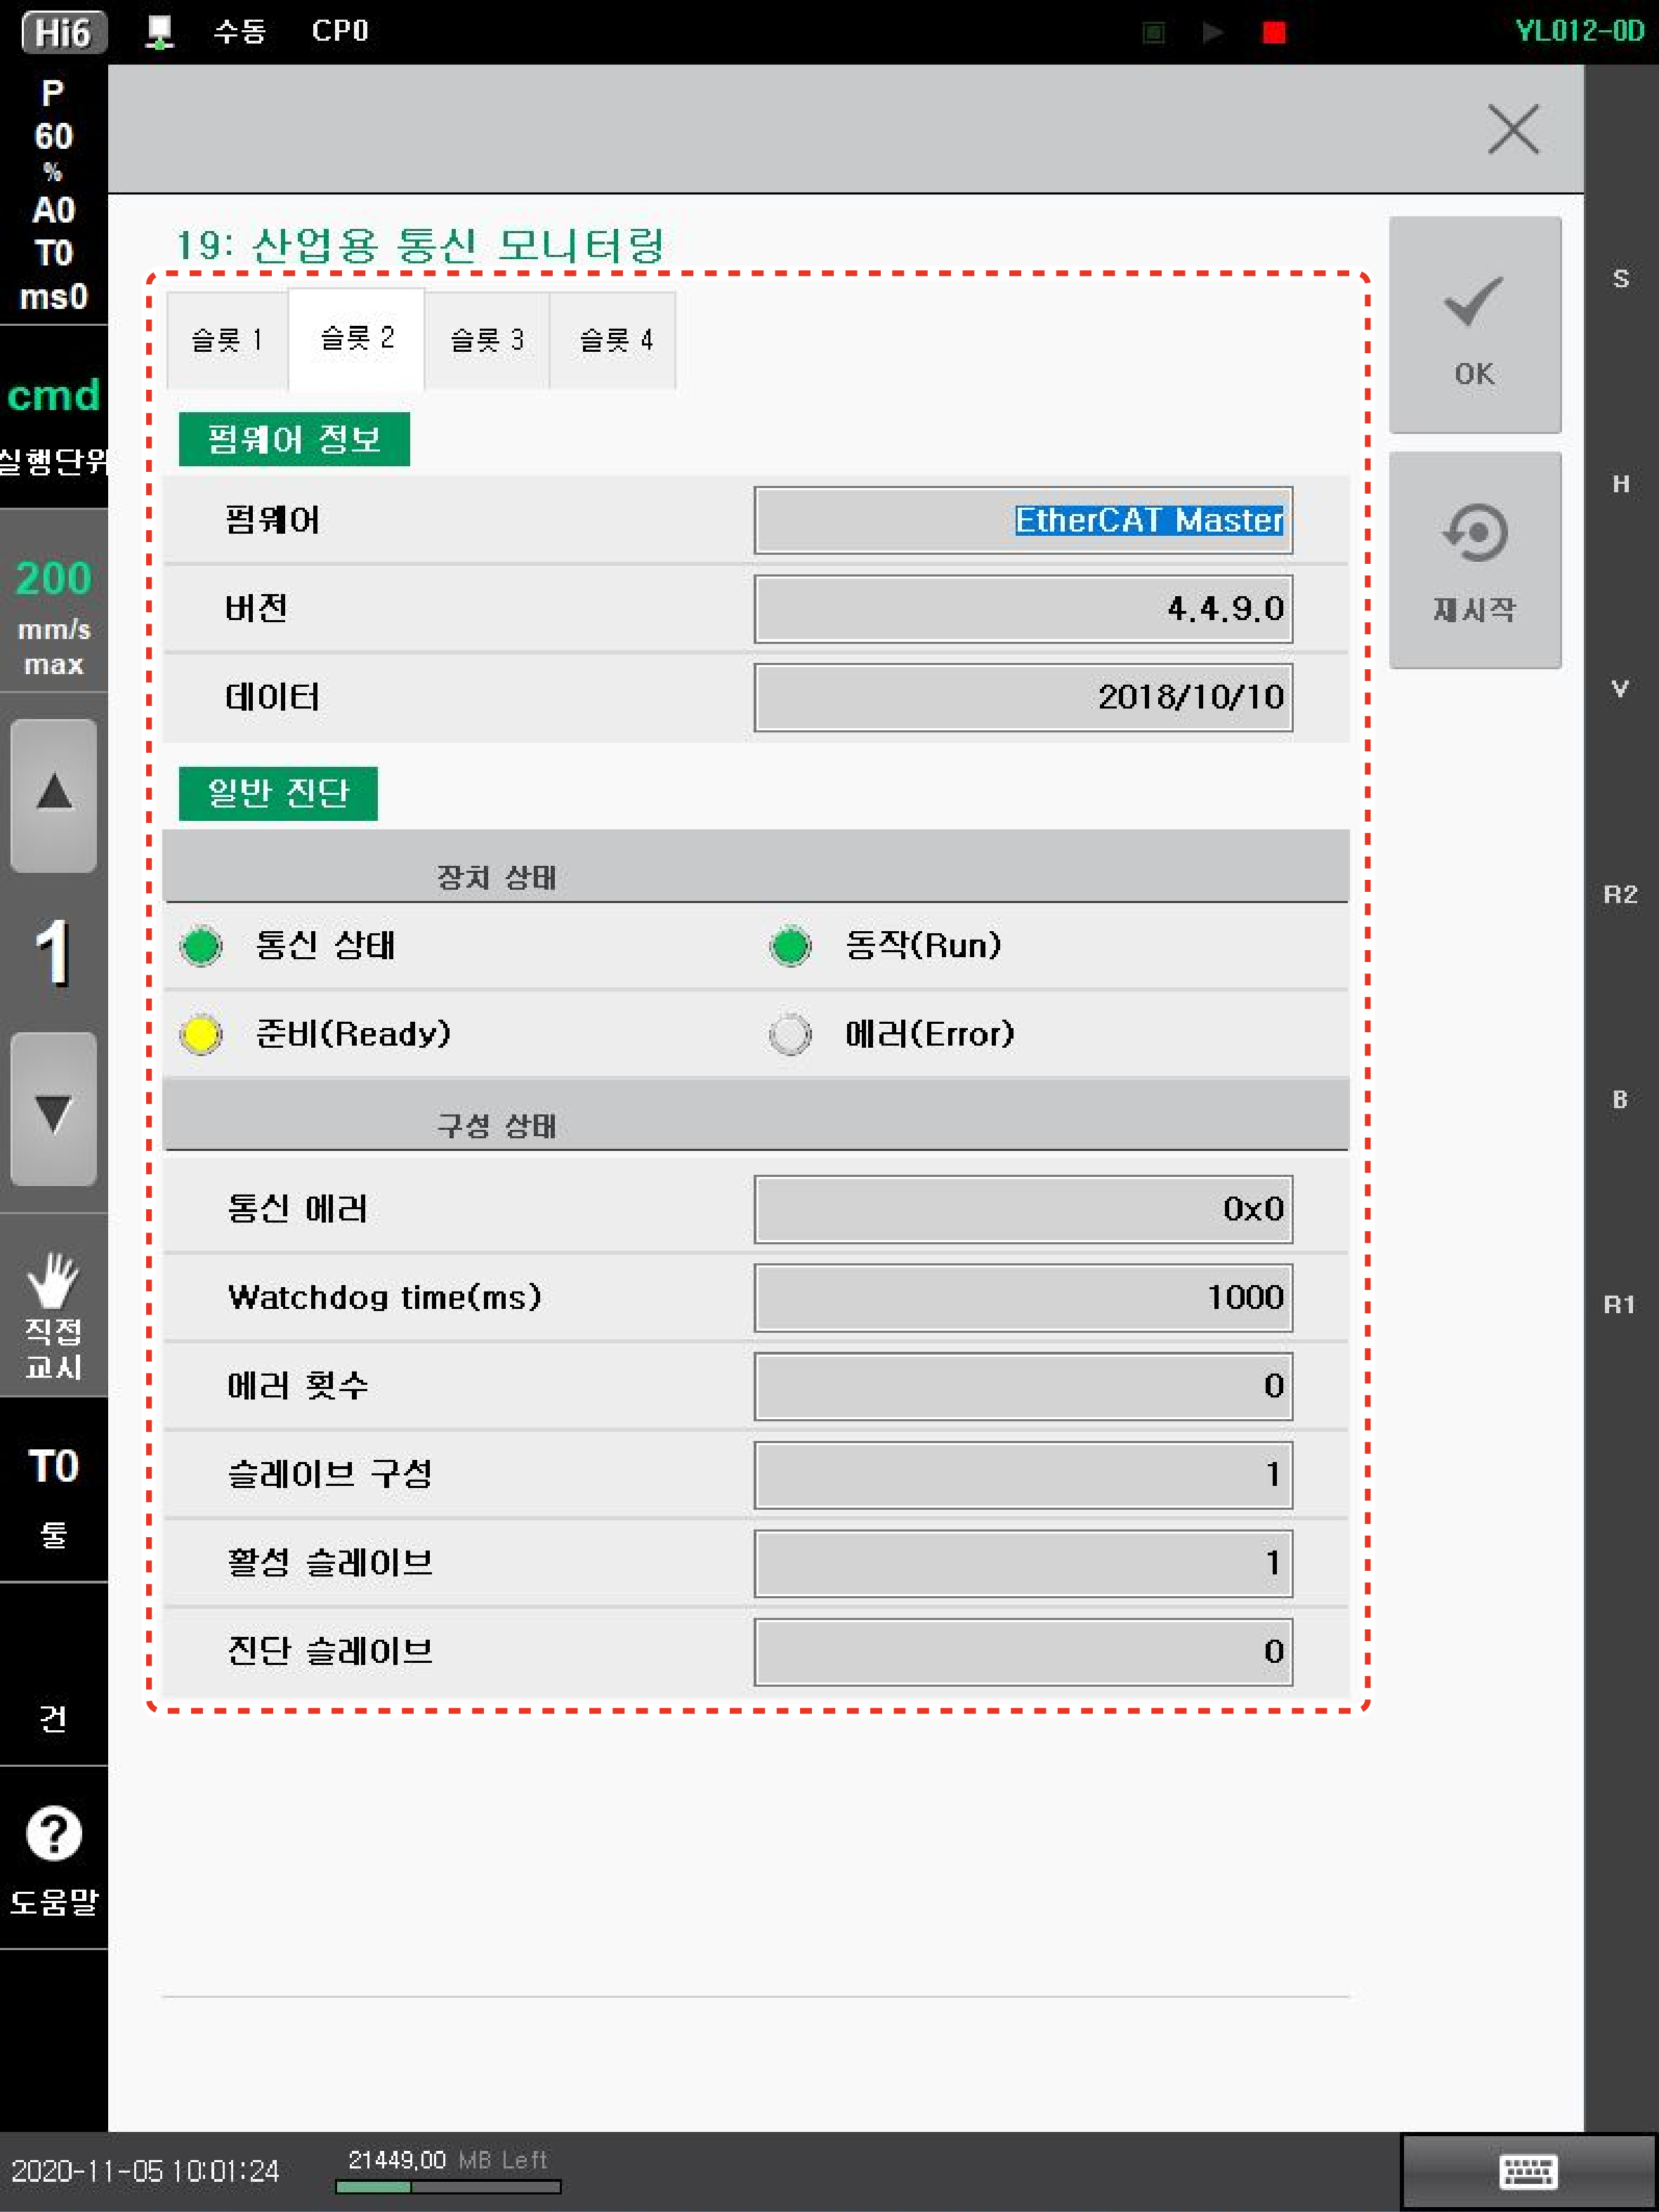 Hi6 수동 CP0 YL012-0D
P
60
%
A0
T0
ms0
cmd
실행단위
200
mm/s
max
▲
1
▼
직접
교시
T0
툴
건
?
도움말
19: 산업용 통신 모니터링
슬롯 1 슬롯 2 슬롯 3 슬롯 4
펌웨어 정보
펌웨어 EtherCAT Master
버전 4.4.9.0
데이터 2018/10/10
일반 진단
장치 상태
통신 상태 동작(Run)
준비(Ready) 에러(Error)
구성 상태
통신 에러 0x0
Watchdog time(ms) 1000
에러 횟수 0
슬레이브 구성 1
활성 슬레이브 1
진단 슬레이브 0
OK
재시작
S
H
V
R2
B
R1
2020-11-05 10:01:24 21449.00 MB Left